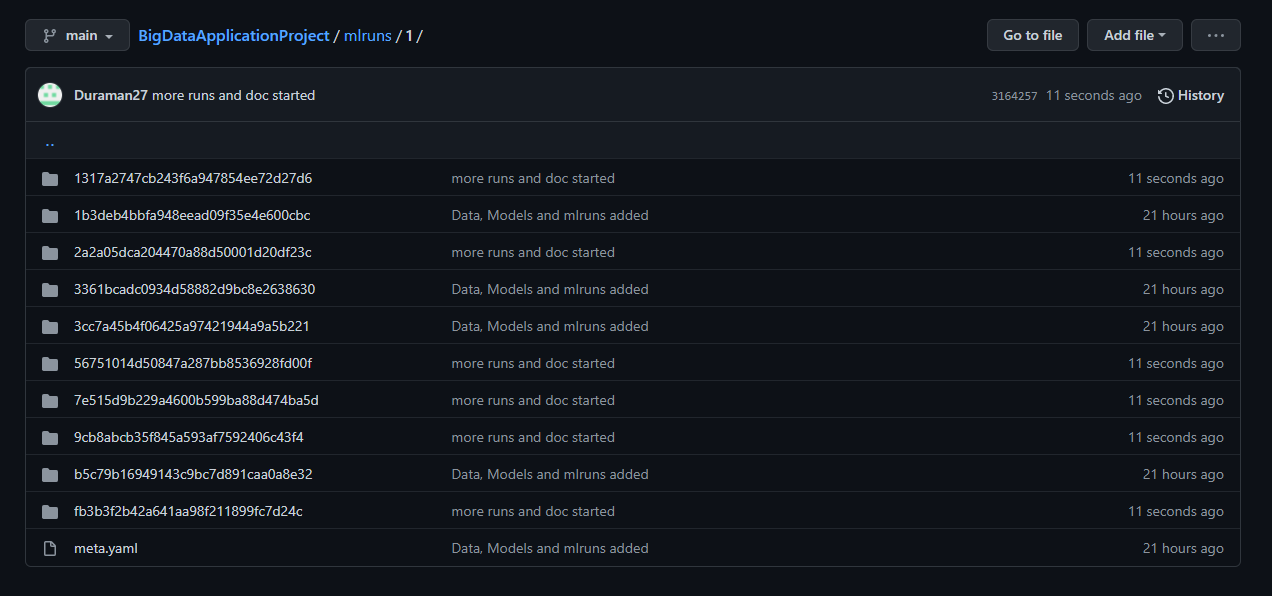 main BigDataApplicationProject / mlruns / 1 / Go to file Add file ...
Duraman27 more runs and doc started 3164257 11 seconds ago History
..
1317a2747cb243f6a947854ee72d27d6 more runs and doc started 11 seconds ago
1b3deb4bbfa948eead09f35e4e600cbc Data, Models and mlruns added 21 hours ago
2a2a05dca204470a88d50001d20df23c more runs and doc started 11 seconds ago
3361bcadc0934d58882d9bc8e2638630 Data, Models and mlruns added 21 hours ago
3cc7a45b4f06425a97421944a9a5b221 Data, Models and mlruns added 21 hours ago
56751014d50847a287bb8536928fd00f more runs and doc started 11 seconds ago
7e515d9b229a4600b599ba88d474ba5d more runs and doc started 11 seconds ago
9cb8abcb35f845a593af7592406c43f4 more runs and doc started 11 seconds ago
b5c79b16949143c9bc7d891caa0a8e32 Data, Models and mlruns added 21 hours ago
fb3b3f2b42a641aa98f211899fc7d24c more runs and doc started 11 seconds ago
meta.yaml Data, Models and mlruns added 21 hours ago